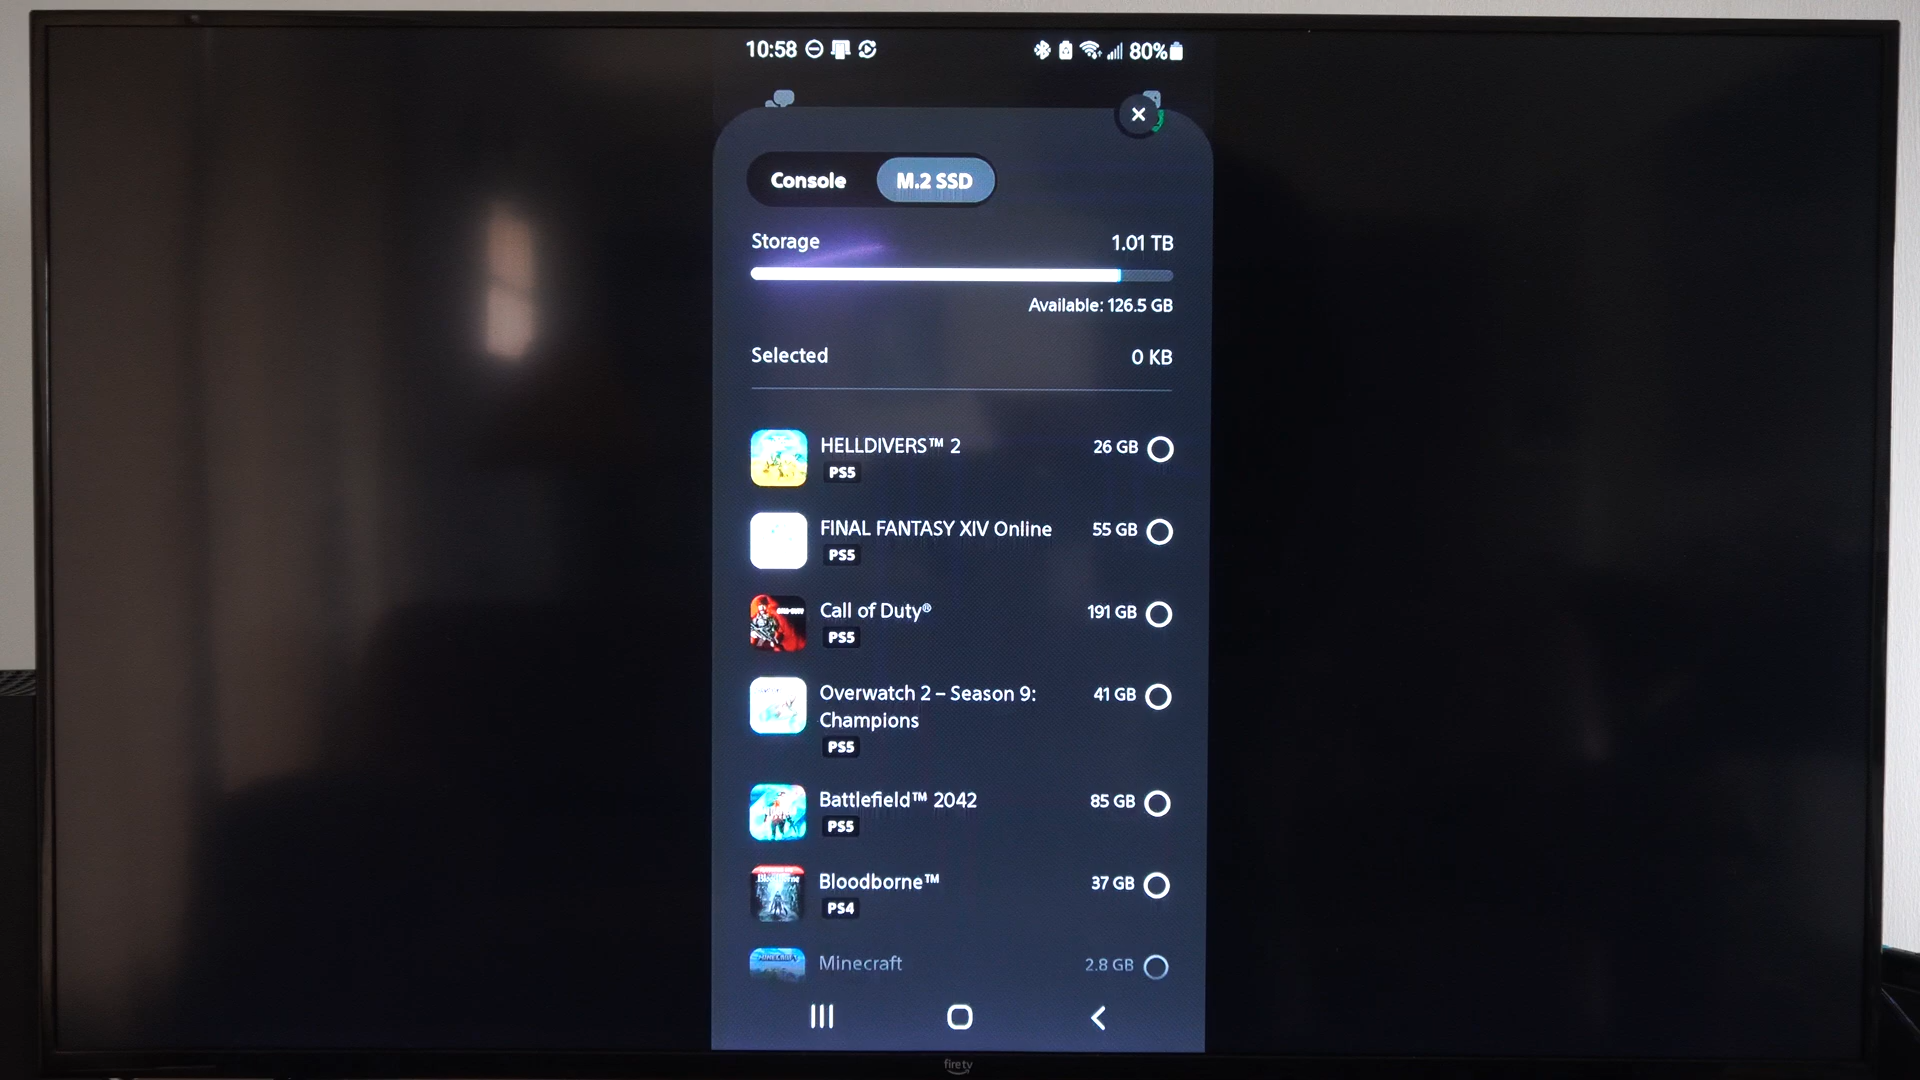 10:58 80%
Console M.2 SSD
Storage 1.01 TB
Available: 126.5 GB
Selected 0 KB
HELLDIVERS™ 2 26 GB
PS5
FINAL FANTASY XIV Online 55 GB
PS5
Call of Duty® 191 GB
PS5
Overwatch 2 – Season 9: 41 GB
Champions
PS5
Battlefield™ 2042 85 GB
PS5
Bloodborne™ 37 GB
PS4
Minecraft 2.8 GB
fire tv